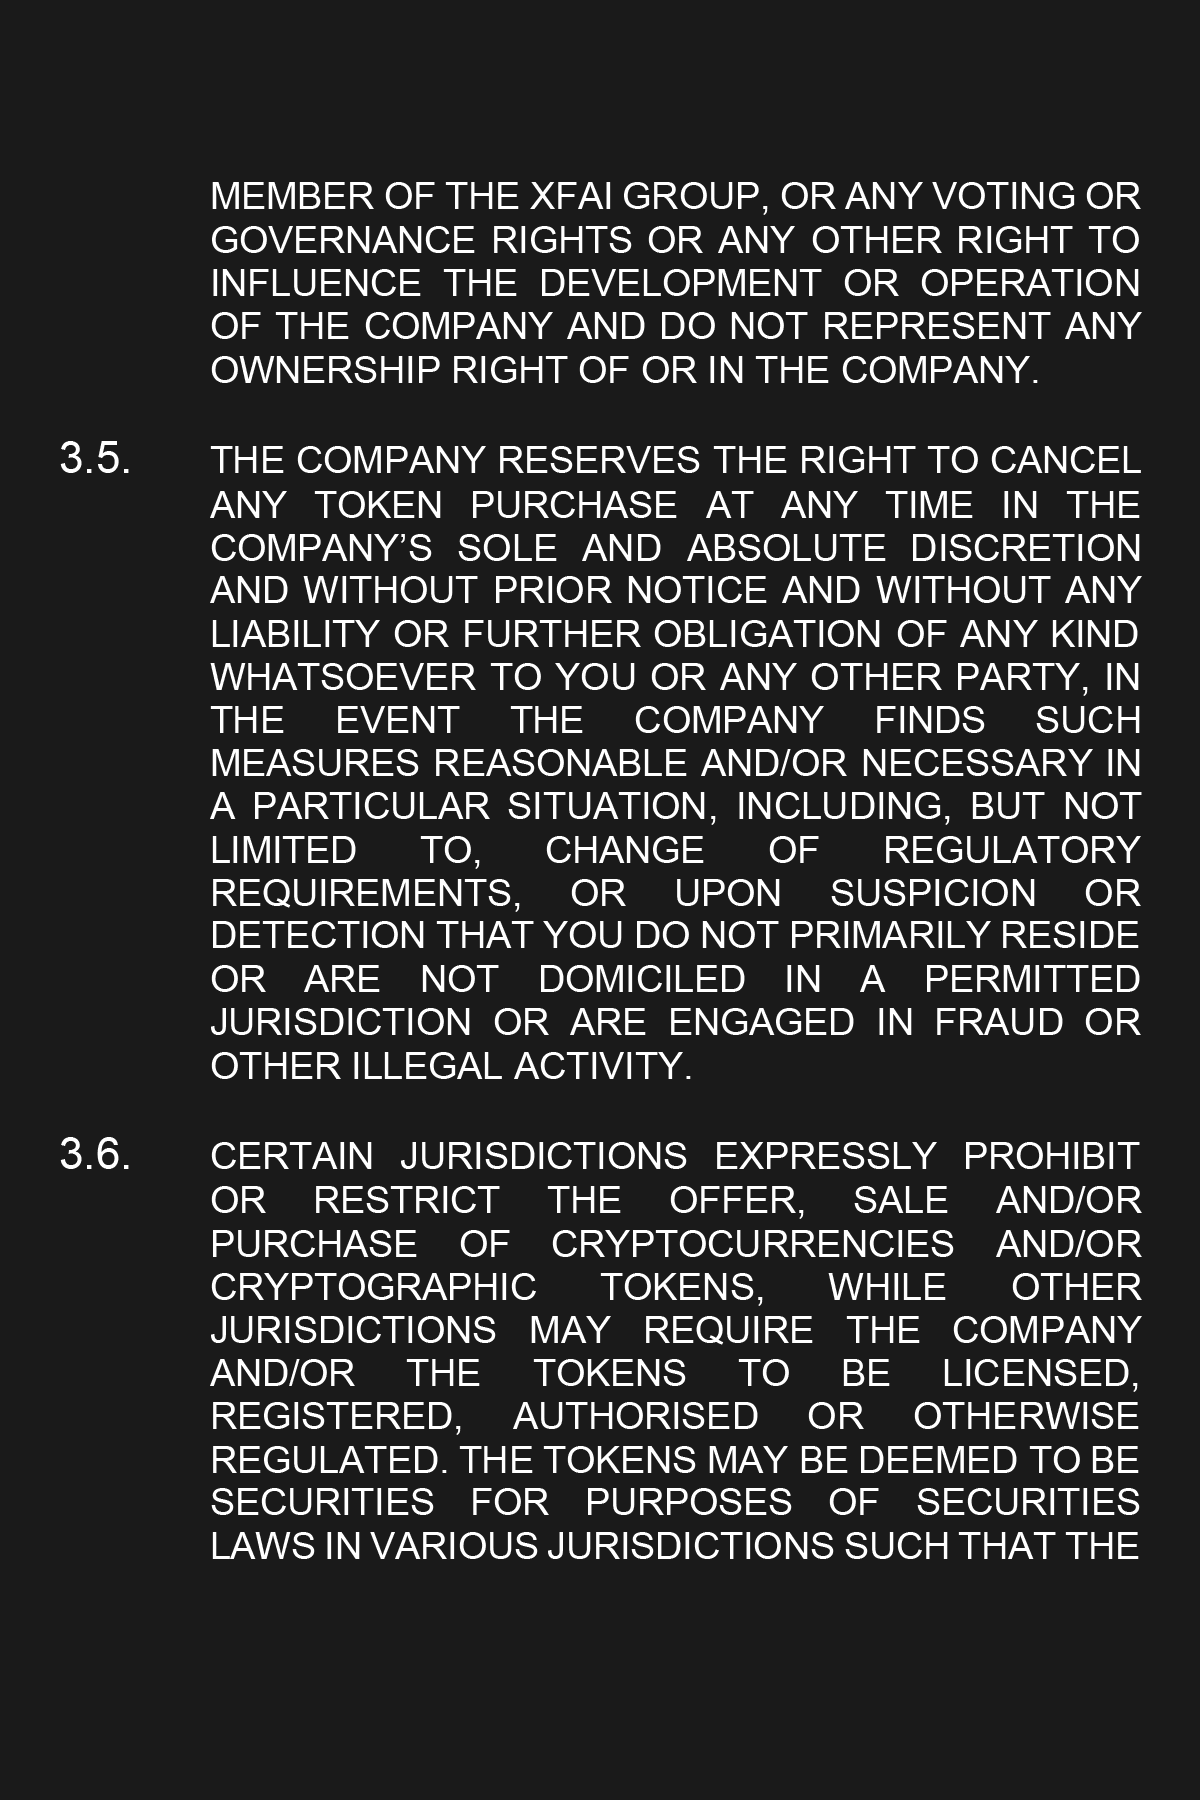 MEMBER OF THE XFAI GROUP, OR ANY VOTING OR
GOVERNANCE RIGHTS OR ANY OTHER RIGHT TO
INFLUENCE THE DEVELOPMENT OR OPERATION
OF THE COMPANY AND DO NOT REPRESENT ANY
OWNERSHIP RIGHT OF OR IN THE COMPANY.
3.5. THE COMPANY RESERVES THE RIGHT TO CANCEL
ANY TOKEN PURCHASE AT ANY TIME IN THE
COMPANY’S SOLE AND ABSOLUTE DISCRETION
AND WITHOUT PRIOR NOTICE AND WITHOUT ANY
LIABILITY OR FURTHER OBLIGATION OF ANY KIND
WHATSOEVER TO YOU OR ANY OTHER PARTY, IN
THE EVENT THE COMPANY FINDS SUCH
MEASURES REASONABLE AND/OR NECESSARY IN
A PARTICULAR SITUATION, INCLUDING, BUT NOT
LIMITED TO, CHANGE OF REGULATORY
REQUIREMENTS, OR UPON SUSPICION OR
DETECTION THAT YOU DO NOT PRIMARILY RESIDE
OR ARE NOT DOMICILED IN A PERMITTED
JURISDICTION OR ARE ENGAGED IN FRAUD OR
OTHER ILLEGAL ACTIVITY.
3.6. CERTAIN JURISDICTIONS EXPRESSLY PROHIBIT
OR RESTRICT THE OFFER, SALE AND/OR
PURCHASE OF CRYPTOCURRENCIES AND/OR
CRYPTOGRAPHIC TOKENS, WHILE OTHER
JURISDICTIONS MAY REQUIRE THE COMPANY
AND/OR THE TOKENS TO BE LICENSED,
REGISTERED, AUTHORISED OR OTHERWISE
REGULATED. THE TOKENS MAY BE DEEMED TO BE
SECURITIES FOR PURPOSES OF SECURITIES
LAWS IN VARIOUS JURISDICTIONS SUCH THAT THE